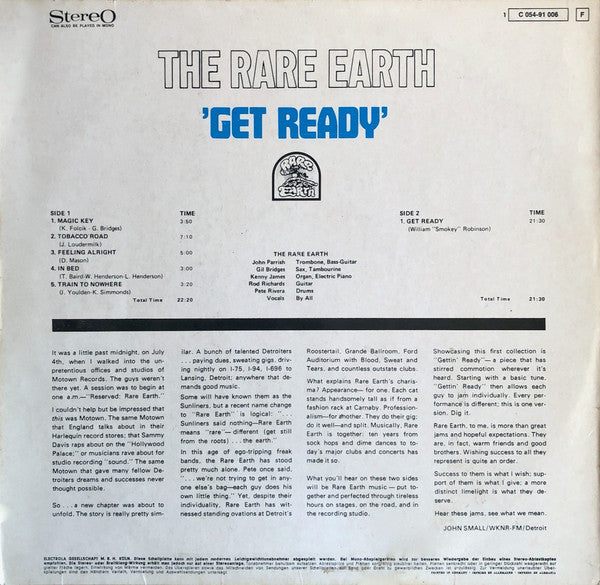 Stereo
CAN ALSO BE PLAYED IN MONO
1 C 054-91 006 F
THE RARE EARTH
'GET READY'
Rare Earth
SIDE 1 TIME
1. MAGIC KEY 3:50
(K. Folcik - G. Bridges)
2. TOBACCO ROAD 7:10
(J. Loudermilk)
3. FEELING ALRIGHT 5:00
(D. Mason)
4. IN BED 3:00
(T. Baird-W. Henderson-L. Henderson)
5. TRAIN TO NOWHERE 3:20
(J. Youlden-K. Simmonds)
Total Time 22:20
SIDE 2 TIME
1. GET READY 21:30
(William "Smokey" Robinson)
Total Time 21:30
THE RARE EARTH
John Parrish Trombone, Bass-Guitar
Gil Bridges Sax, Tambourine
Kenny James Organ, Electric Piano
Rod Richards Guitar
Pete Rivera Drums
Vocals By All
It was a little past midnight, on July
4th, when I walked into the un-
pretentious offices and studios of
Motown Records. The guys weren't
there yet. A session was to begin at
one a.m—"Reserved: Rare Earth."
I couldn't help but be impressed that
this was Motown. The same Motown
that England talks about in their
Harlequin record stores; that Sammy
Davis raps about on the "Hollywood
Palace;" or musicians rave about for
studio recording "sound." The same
Motown that gave many fellow De-
troiters dreams and successes never
thought possible.
So . . . a new chapter was about to
unfold. The story is really pretty sim-
ilar. A bunch of talented Detroiters
. . . paying dues, sweating gigs, driv-
ing nightly on I-75, I-94, I-696 to
Lansing, Detroit; anywhere that de-
mands good music.
Some will have known them as the
Sunliners, but a recent name change
to "Rare Earth" is logical: ". . .
Sunliners said nothing—Rare Earth
means "rare"—different (get still
from the roots) . . . the earth."
In this age of ego-tripping freak
bands, Rare Earth has stood
pretty much alone. Pete once said,
". . . we're not trying to get in any-
one else's bag—each guy does his
own little thing." Yet, despite their
individuality, Rare Earth has wit-
nessed standing ovations at Detroit's
Roostertail, Grande Ballroom, Ford
Auditorium with Blood, Sweat and
Tears, and countless outstate clubs.
What explains Rare Earth's charis-
ma? Appearance—for one. Each cat
stands handsomely tall as if from a
fashion rack at Carnaby. Profession-
alism—for another. They do their gig;
do it well—and split. Musically, Rare
Earth is together: ten years from
sock hops and dime dances to to-
day's major clubs and concerts has
made it so.
What you'll hear on these two sides
will be Rare Earth music — put to-
gether and perfected through tireless
hours on stages, on the road, and in
the recording studio.
Showcasing this first collection is
"Gettin' Ready"— a piece that has
stirred commotion wherever it's
heard. Starting with a basic tune,
"Gettin' Ready" then allows each
guy to jam individually. Every per-
formance is different; this is one ver-
sion. Dig it.
Rare Earth, to me, is more than great
jams and hopeful expectations. They
are, in fact, warm friends and good
brothers. Wishing success to all they
represent is quite an order.
Success to them is what I wish; sup-
port of them is what I give; a more
distinct limelight is what they de-
serve.
Hear these jams, see what we mean.
JOHN SMALL/WKNR-FM/Detroit
ELECTROLA GESELLSCHAFT M. B. H. KÖLN.